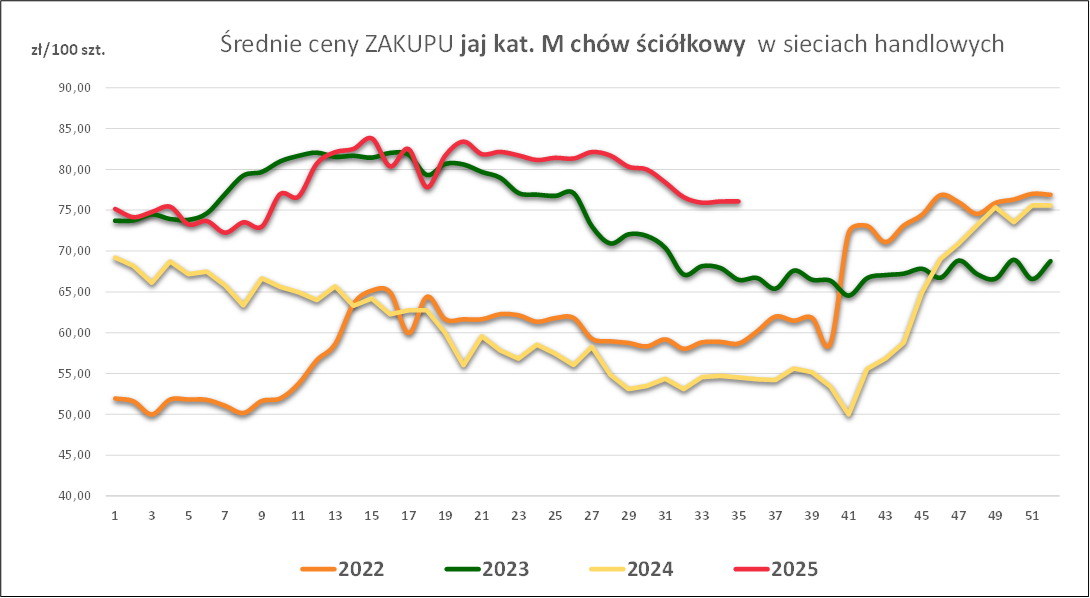 zł/100 szt.
Średnie ceny ZAKUPU jaj kat. M chów ściółkowy w sieciach handlowych
90,00
85,00
80,00
75,00
70,00
65,00
60,00
55,00
50,00
45,00
40,00
1 3 5 7 9 11 13 15 17 19 21 23 25 27 29 31 33 35 37 39 41 43 45 47 49 51
2022 2023 2024 2025